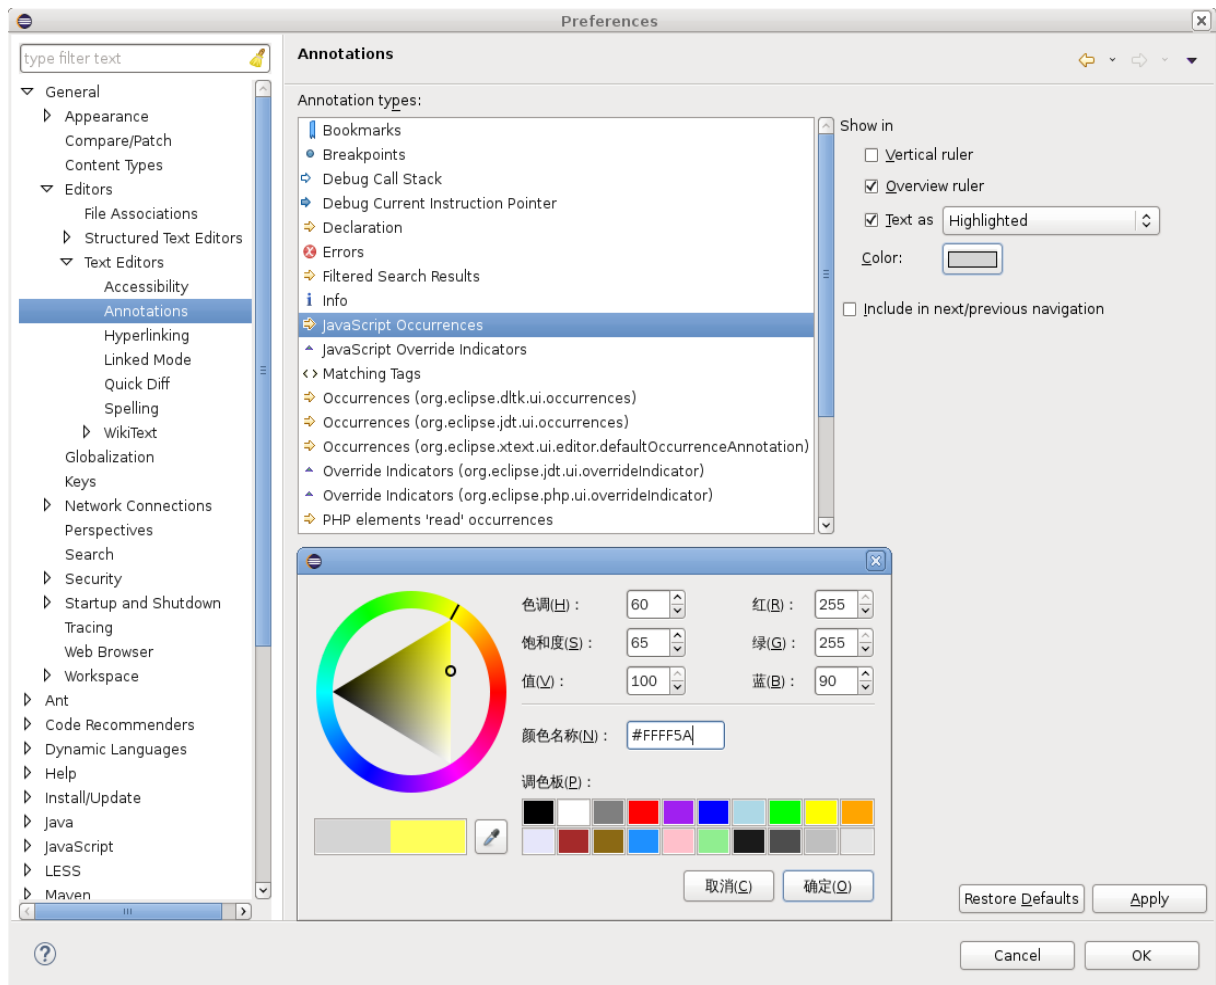 Preferences
type filter text
General
Appearance
Compare/Patch
Content Types
Editors
File Associations
Structured Text Editors
Text Editors
Accessibility
Annotations
Hyperlinking
Linked Mode
Quick Diff
Spelling
WikiText
Globalization
Keys
Network Connections
Perspectives
Search
Security
Startup and Shutdown
Tracing
Web Browser
Workspace
Ant
Code Recommenders
Dynamic Languages
Help
Install/Update
Java
JavaScript
LESS
Maven
Annotations
Annotation types:
Bookmarks
Breakpoints
Debug Call Stack
Debug Current Instruction Pointer
Declaration
Errors
Filtered Search Results
Info
JavaScript Occurrences
JavaScript Override Indicators
Matching Tags
Occurrences (org.eclipse.dltk.ui.occurrences)
Occurrences (org.eclipse.jdt.ui.occurrences)
Occurrences (org.eclipse.xtext.ui.editor.defaultOccurrenceAnnotation)
Override Indicators (org.eclipse.jdt.ui.overrideIndicator)
Override Indicators (org.eclipse.php.ui.overrideIndicator)
PHP elements 'read' occurrences
Show in
Vertical ruler
Overview ruler
Text as Highlighted
Color:
Include in next/previous navigation
色调(H)： 60 红(R)： 255
饱和度(S)： 65 绿(G)： 255
值(V)： 100 蓝(B)： 90
颜色名称(N)： #FFFF5A
调色板(P)：
取消(C) 确定(O)
Restore Defaults Apply
Cancel OK